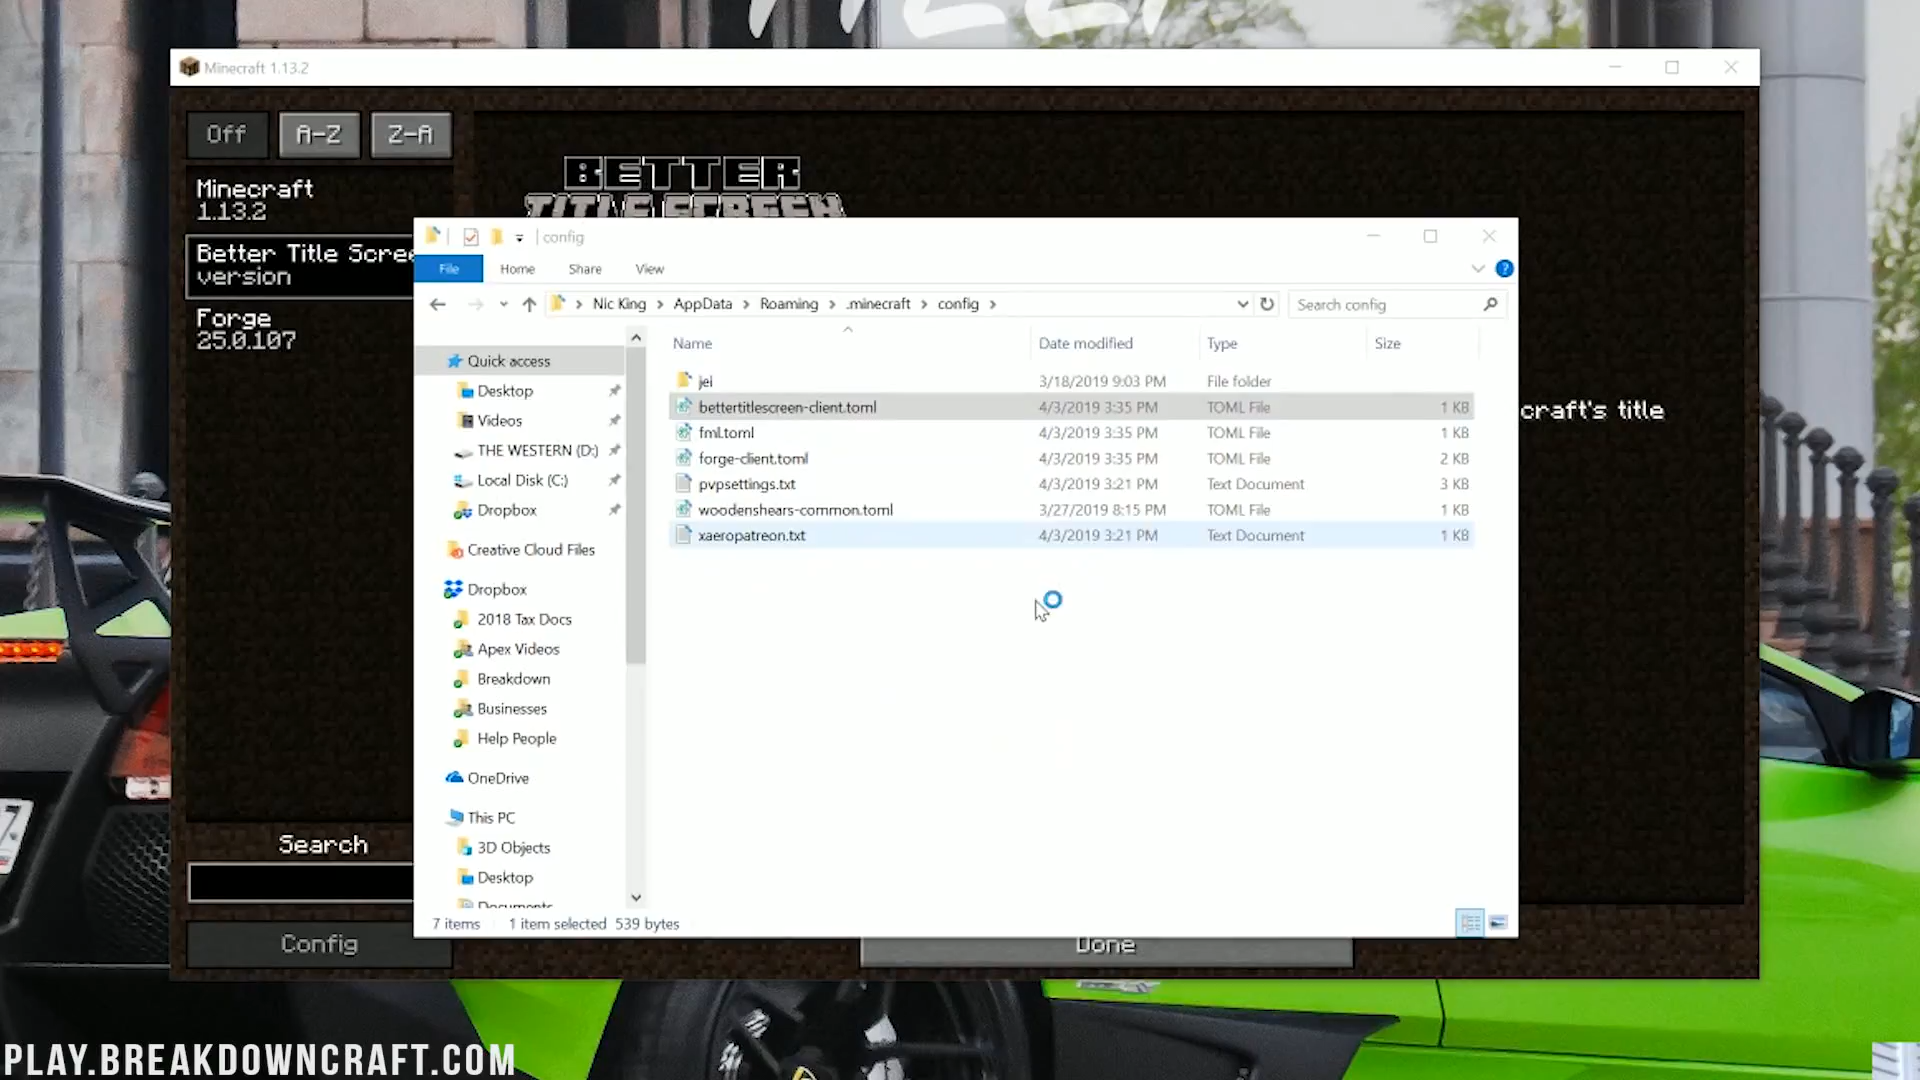 Minecraft 1.13.2
Off
A-Z
Z-A
BETTER
TITLE SCREEN
Minecraft
1.13.2
Better Title Scree
version
Forge
25.0.107
craft's title
Search
Config
Done
config
File
Home
Share
View
Nic King > AppData > Roaming > .minecraft > config >
Search config
Name
Date modified
Type
Size
jei 3/18/2019 9:03 PM File folder
bettertitlescreen-client.toml 4/3/2019 3:35 PM TOML File 1 KB
fml.toml 4/3/2019 3:35 PM TOML File 1 KB
forge-client.toml 4/3/2019 3:35 PM TOML File 2 KB
pvpsettings.txt 4/3/2019 3:21 PM Text Document 3 KB
woodenshears-common.toml 3/27/2019 8:15 PM TOML File 1 KB
xaeropatreon.txt 4/3/2019 3:21 PM Text Document 1 KB
Quick access
Desktop
Videos
THE WESTERN (D:)
Local Disk (C:)
Dropbox
Creative Cloud Files
Dropbox
2018 Tax Docs
Apex Videos
Breakdown
Businesses
Help People
OneDrive
This PC
3D Objects
Desktop
Documents
7 items
1 item selected 539 bytes
PLAY.BREAKDOWNCRAFT.COM